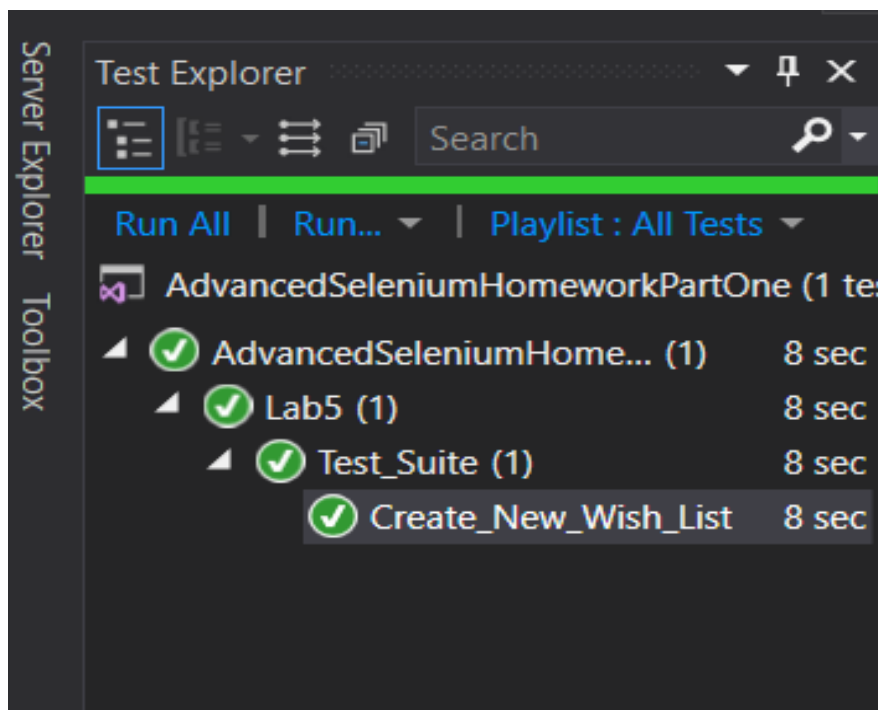 Server Explorer
Toolbox
Test Explorer
Search
Run All | Run... | Playlist : All Tests
AdvancedSeleniumHomeworkPartOne (1 te
AdvancedSeleniumHome... (1) 8 sec
Lab5 (1) 8 sec
Test_Suite (1) 8 sec
Create_New_Wish_List 8 sec